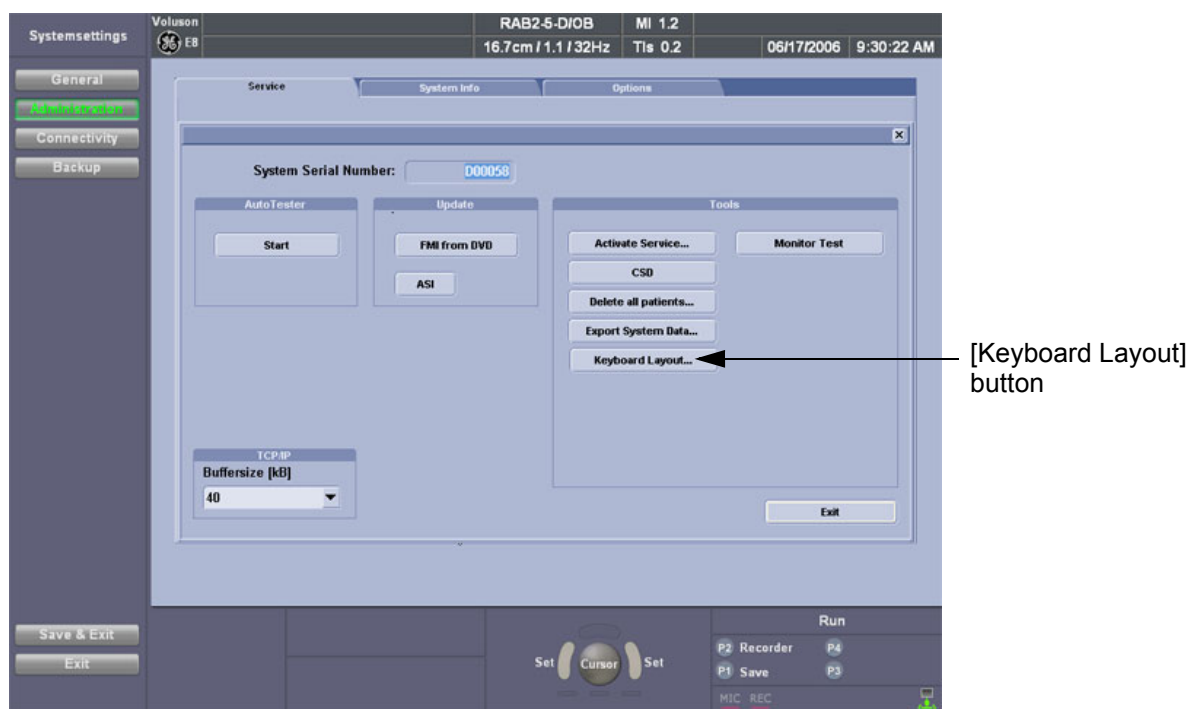 Systemsettings
Voluson
E8
RAB2-5-D/OB MI 1.2
16.7cm / 1.1 / 32Hz TIs 0.2 06/17/2006 9:30:22 AM
General
Administration
Connectivity
Backup
Service System Info Options
System Serial Number: D00058
AutoTester
Start
Update
FMI from DVD
ASI
Tools
Activate Service... Monitor Test
CSD
Delete all patients...
Export System Data...
Keyboard Layout...
[Keyboard Layout]
button
TCP/IP
Buffersize [kB]
40
Exit
Save & Exit
Exit
Set Cursor Set
Run
P2 Recorder P4
P1 Save P3
MIC REC